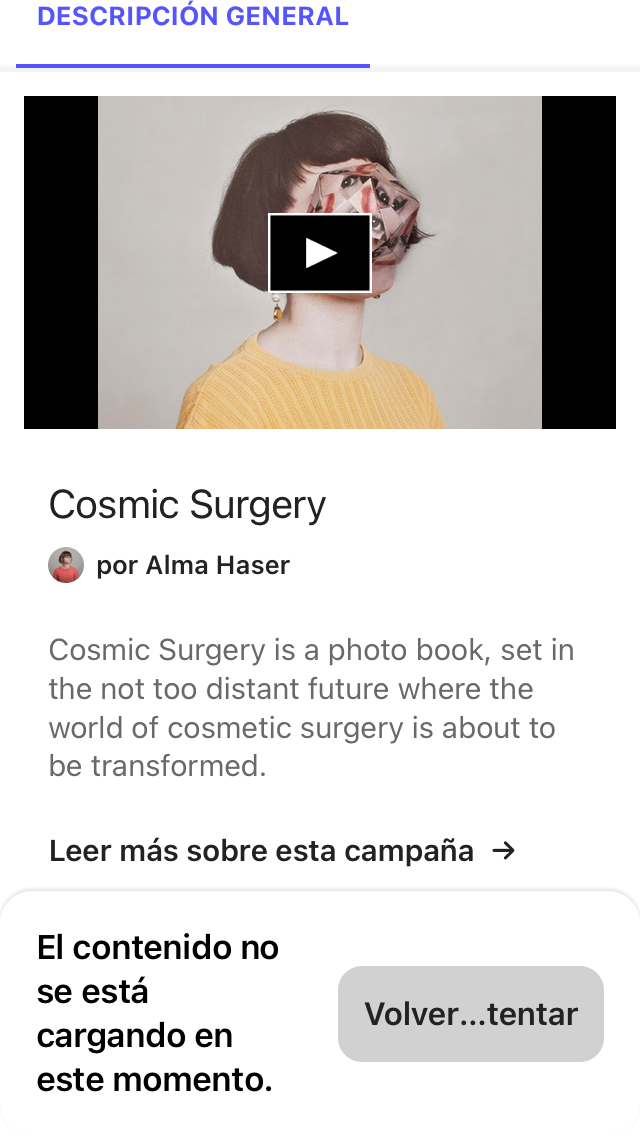 DESCRIPCIÓN GENERAL
Cosmic Surgery
por Alma Haser
Cosmic Surgery is a photo book, set in
the not too distant future where the
world of cosmetic surgery is about to
be transformed.
Leer más sobre esta campaña →
El contenido no
se está
cargando en
este momento.
Volver...tentar